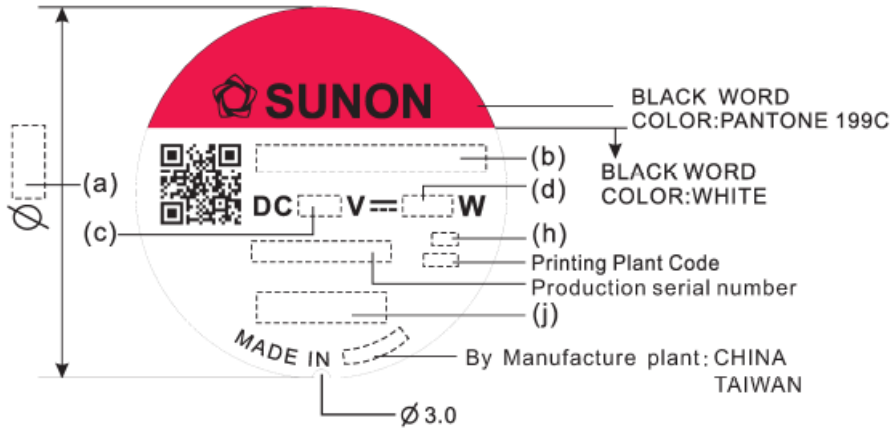 SUNON
BLACK WORD
COLOR:PANTONE 199C
(b)
BLACK WORD
COLOR:WHITE
(a)
(d)
DC V⎓ W
(c)
(h)
Printing Plant Code
Production serial number
(j)
MADE IN
By Manufacture plant: CHINA
TAIWAN
Ø
Ø 3.0